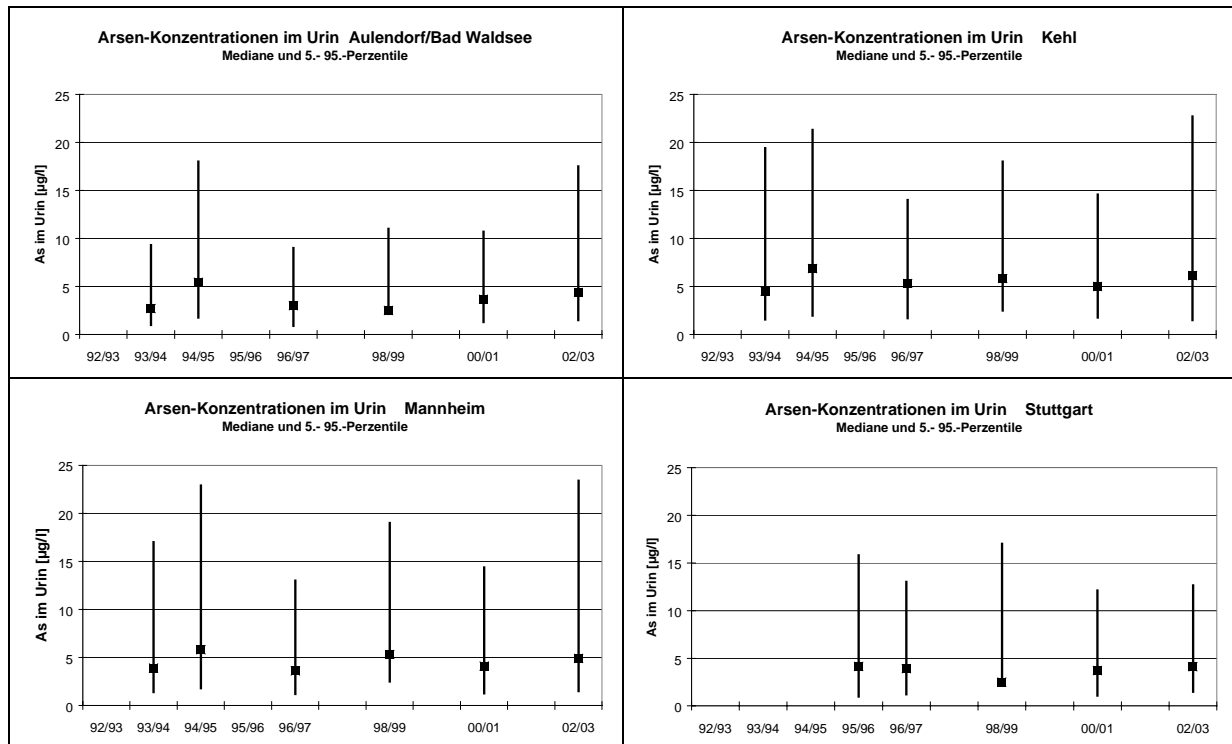 Arsen-Konzentrationen im Urin Aulendorf/Bad Waldsee
Mediane und 5.- 95.-Perzentile
As im Urin [µg/l]
25
20
15
10
5
0
92/93 93/94 94/95 95/96 96/97 98/99 00/01 02/03
Arsen-Konzentrationen im Urin Kehl
Mediane und 5.- 95.-Perzentile
As im Urin [µg/l]
25
20
15
10
5
0
92/93 93/94 94/95 95/96 96/97 98/99 00/01 02/03
Arsen-Konzentrationen im Urin Mannheim
Mediane und 5.- 95.-Perzentile
As im Urin [µg/l]
25
20
15
10
5
0
92/93 93/94 94/95 95/96 96/97 98/99 00/01 02/03
Arsen-Konzentrationen im Urin Stuttgart
Mediane und 5.- 95.-Perzentile
As im Urin [µg/l]
25
20
15
10
5
0
92/93 93/94 94/95 95/96 96/97 98/99 00/01 02/03